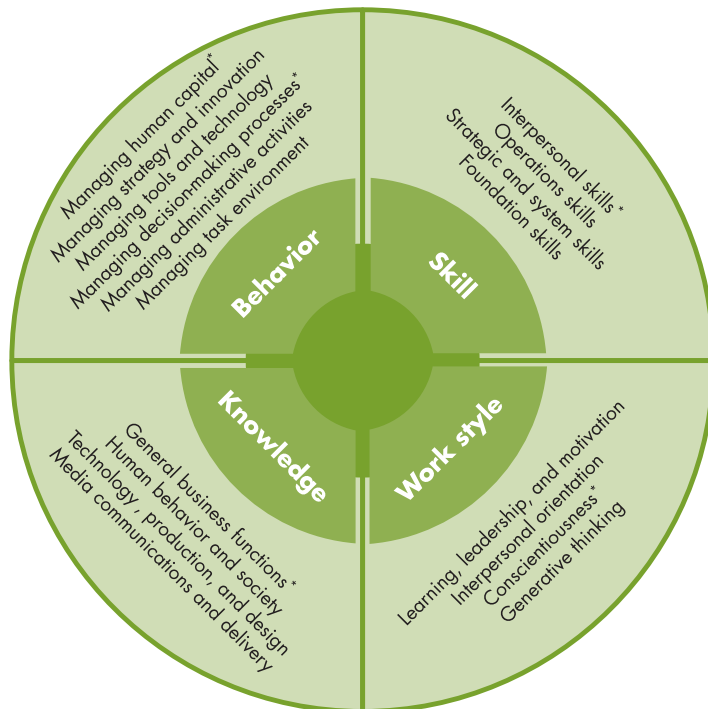 Managing human capital*
Managing strategy and innovation
Managing tools and technology
Managing decision-making processes*
Managing administrative activities
Managing task environment
Behavior
Interpersonal skills*
Operations skills
Strategic and system skills
Foundation skills
Skill
Knowledge
General business functions*
Human behavior and society
Technology, production, and design
Media communications and delivery
Work style
Learning, leadership, and motivation
Interpersonal orientation
Conscientiousness*
Generative thinking